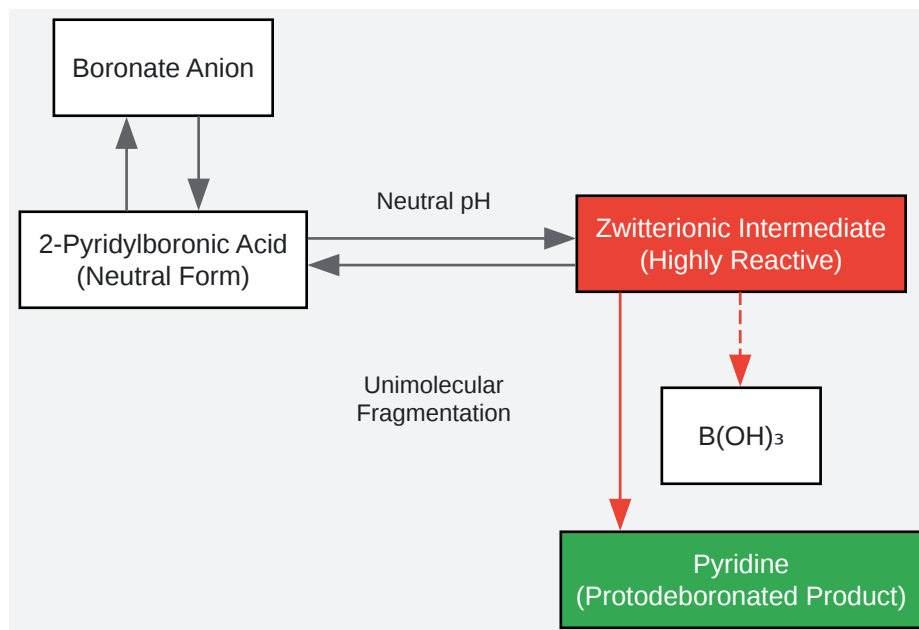 Boronate Anion
Neutral pH
2-Pyridylboronic Acid
(Neutral Form)
Zwitterionic Intermediate
(Highly Reactive)
Unimolecular
Fragmentation
B(OH)₃
Pyridine
(Protodeboronated Product)